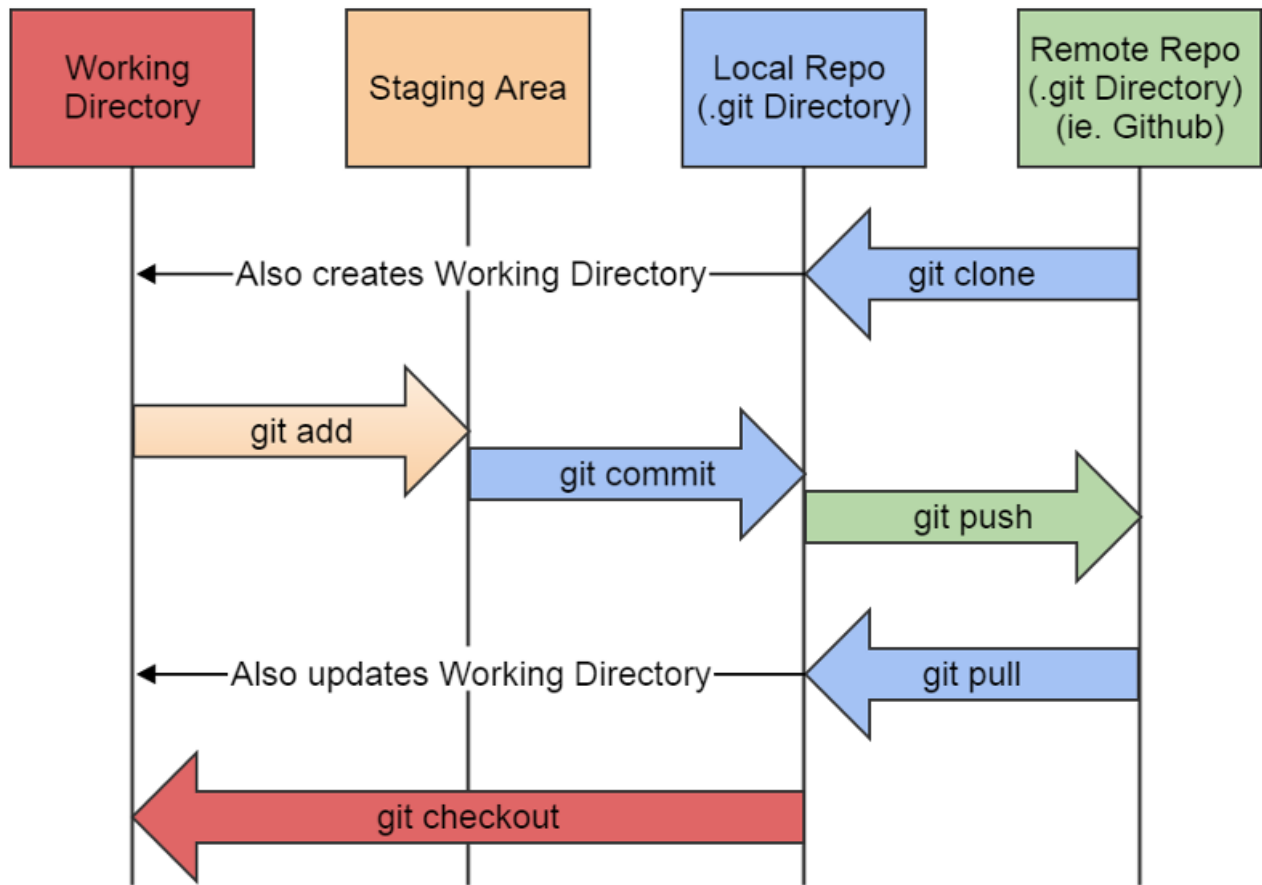 Working
Directory
Staging Area
Local Repo
(.git Directory)
Remote Repo
(.git Directory)
(ie. Github)
Also creates Working Directory
git clone
git add
git commit
git push
Also updates Working Directory
git pull
git checkout